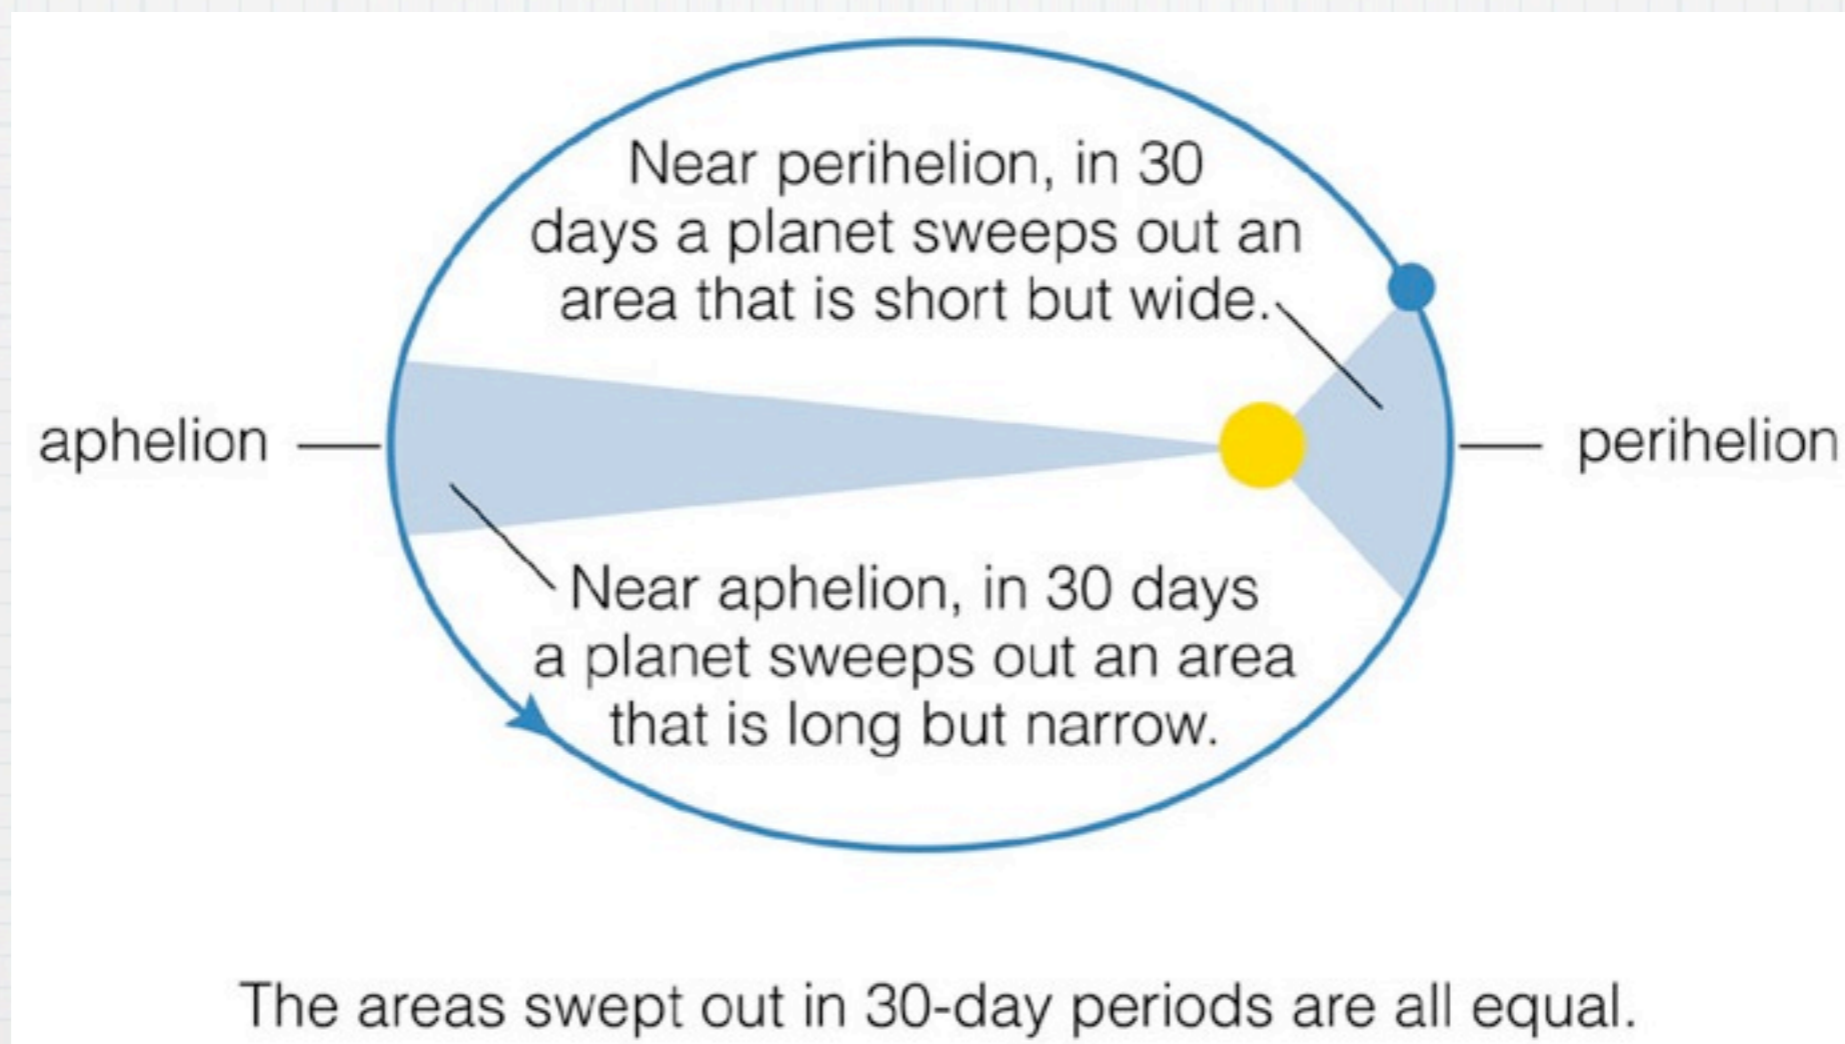 Near perihelion, in 30
days a planet sweeps out an
area that is short but wide.
aphelion
perihelion
Near aphelion, in 30 days
a planet sweeps out an area
that is long but narrow.
The areas swept out in 30-day periods are all equal.